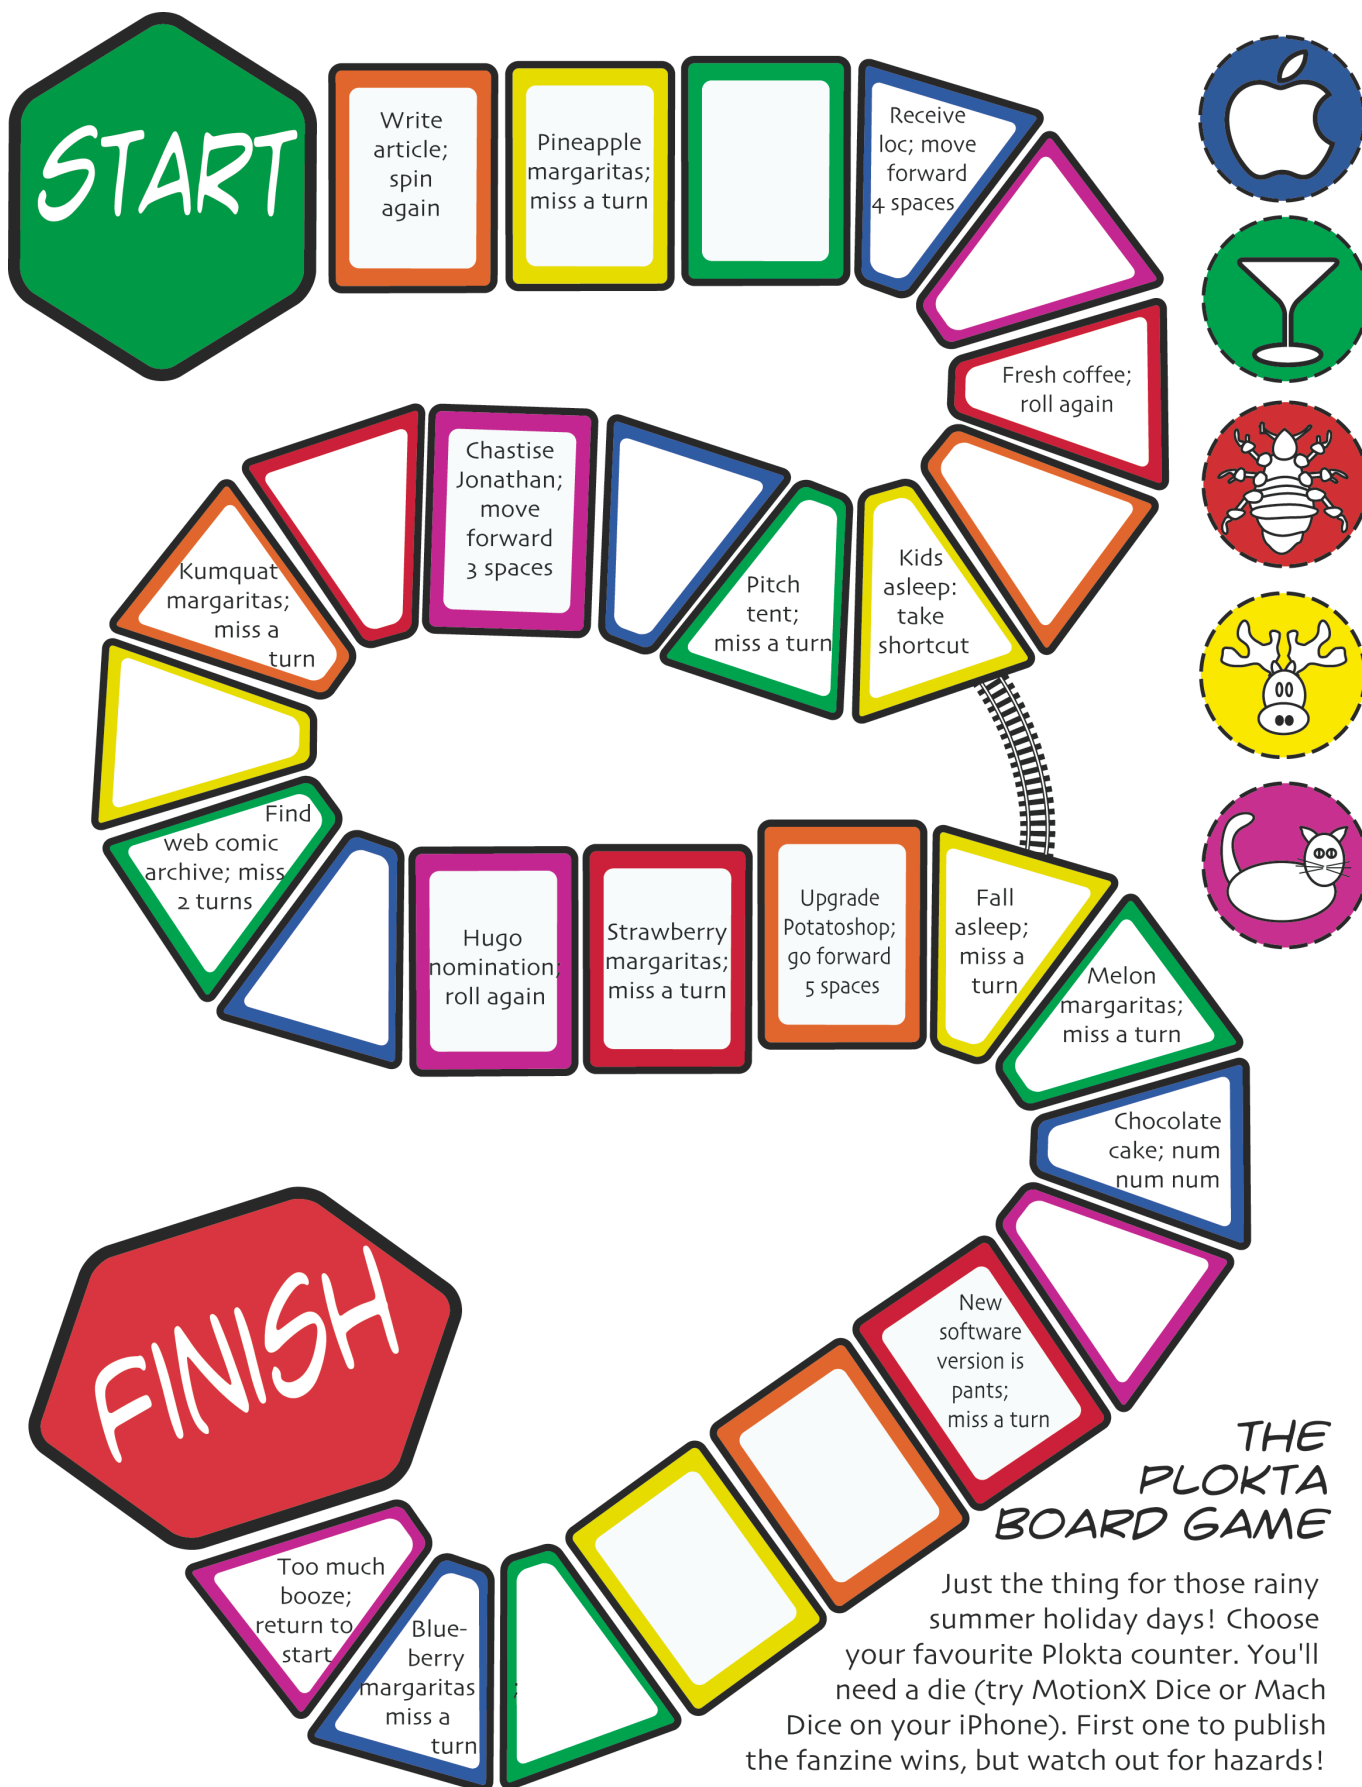 START
Write
article;
spin
again
Pineapple
margaritas;
miss a turn
Receive
loc; move
forward
4 spaces
Fresh coffee;
roll again
Kids
asleep:
take
shortcut
Pitch
tent;
miss a turn
Chastise
Jonathan;
move
forward
3 spaces
Kumquat
margaritas;
miss a
turn
Find
web comic
archive; miss
2 turns
Hugo
nomination;
roll again
Strawberry
margaritas;
miss a turn
Upgrade
Potatoshop;
go forward
5 spaces
Fall
asleep;
miss a
turn
Melon
margaritas;
miss a turn
Chocolate
cake; num
num num
New
software
version is
pants;
miss a turn
Blue-
berry
margaritas;
miss a
turn
Too much
booze;
return to
start
FINISH
THE
PLOKTA
BOARD GAME
Just the thing for those rainy
summer holiday days! Choose
your favourite Plokta counter. You'll
need a die (try MotionX Dice or Mach
Dice on your iPhone). First one to publish
the fanzine wins, but watch out for hazards!